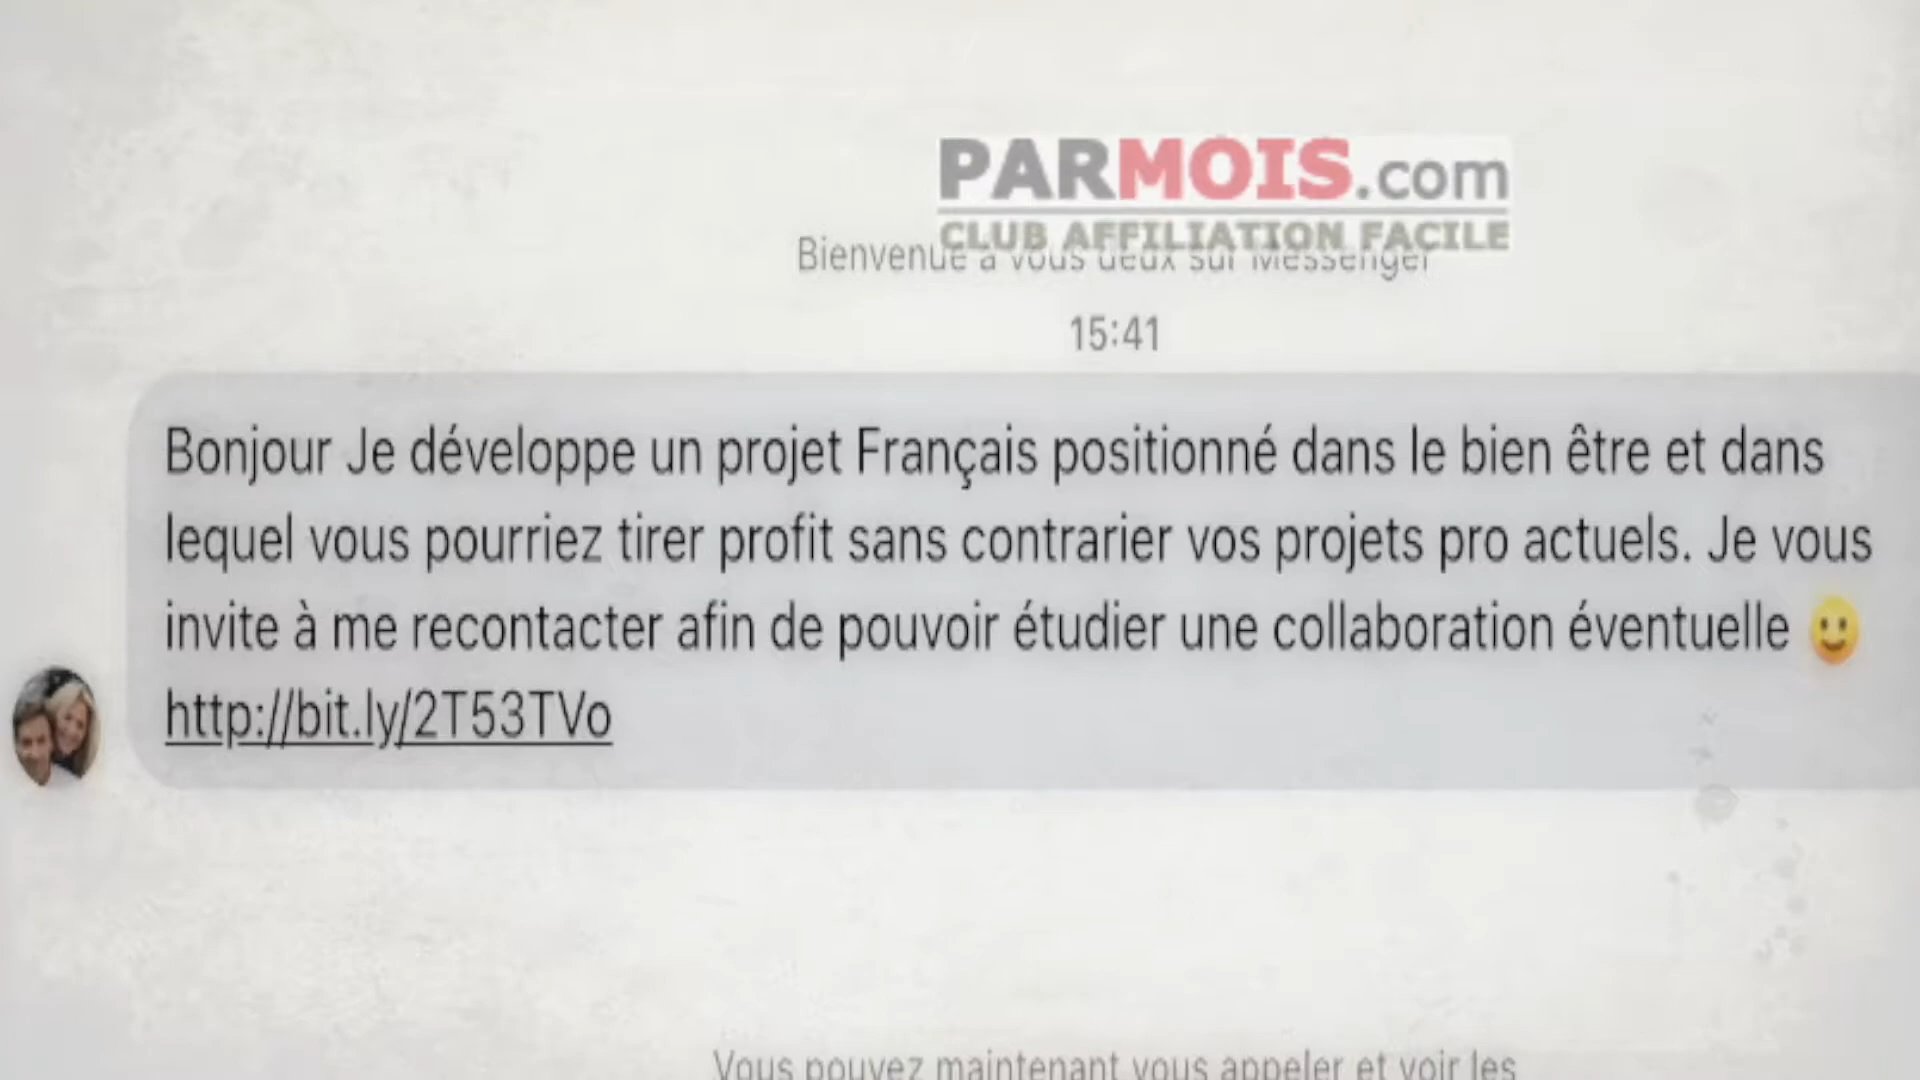 PARMOIS.com
CLUB AFFILIATION FACILE
Bienvenue à vous deux sur Messenger
15:41
Bonjour Je développe un projet Français positionné dans le bien être et dans
lequel vous pourriez tirer profit sans contrarier vos projets pro actuels. Je vous
invite à me recontacter afin de pouvoir étudier une collaboration éventuelle 🙂
http://bit.ly/2T53TVo
Vous pouvez maintenant vous appeler et voir les